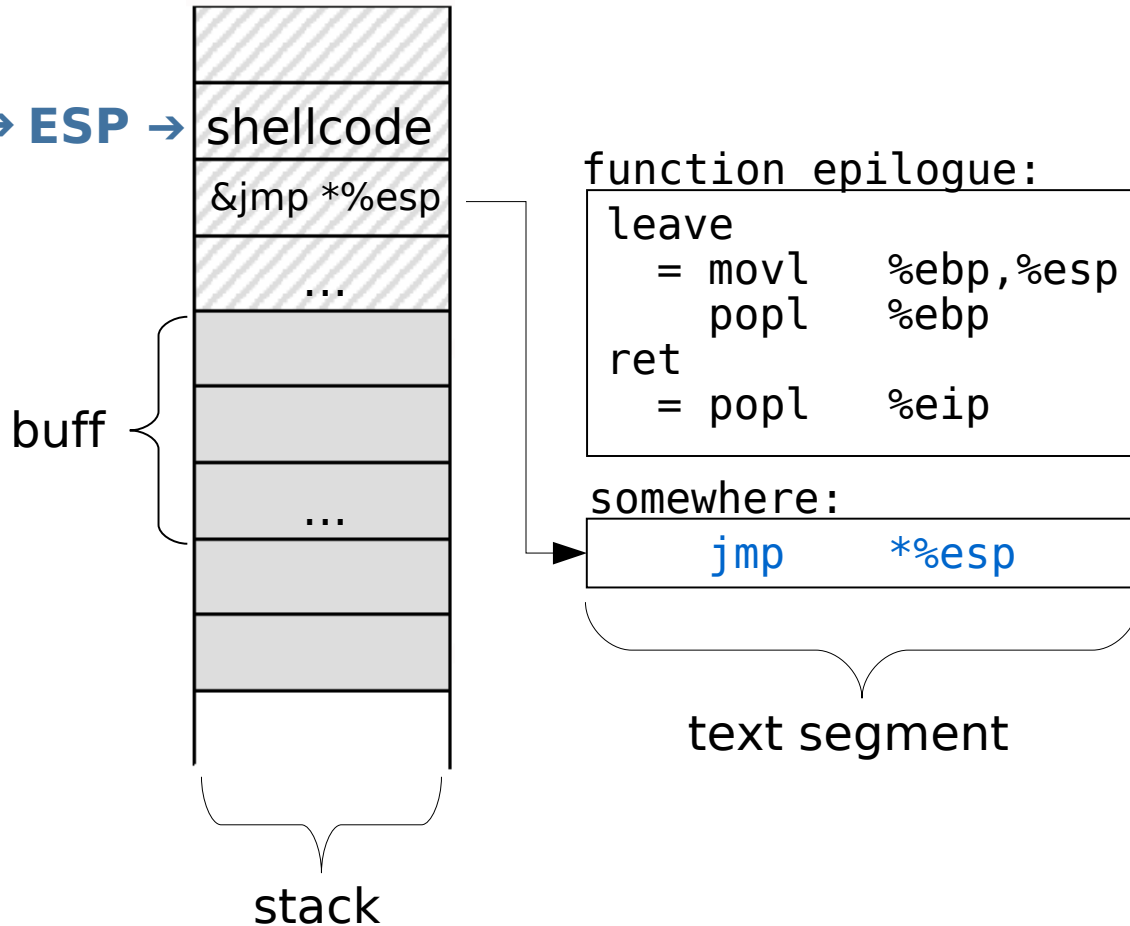 ➔ ESP ➔
shellcode
&jmp *%esp
...
buff
...
stack
function epilogue:
leave
= movl %ebp,%esp
popl %ebp
ret
= popl %eip
somewhere:
jmp *%esp
text segment